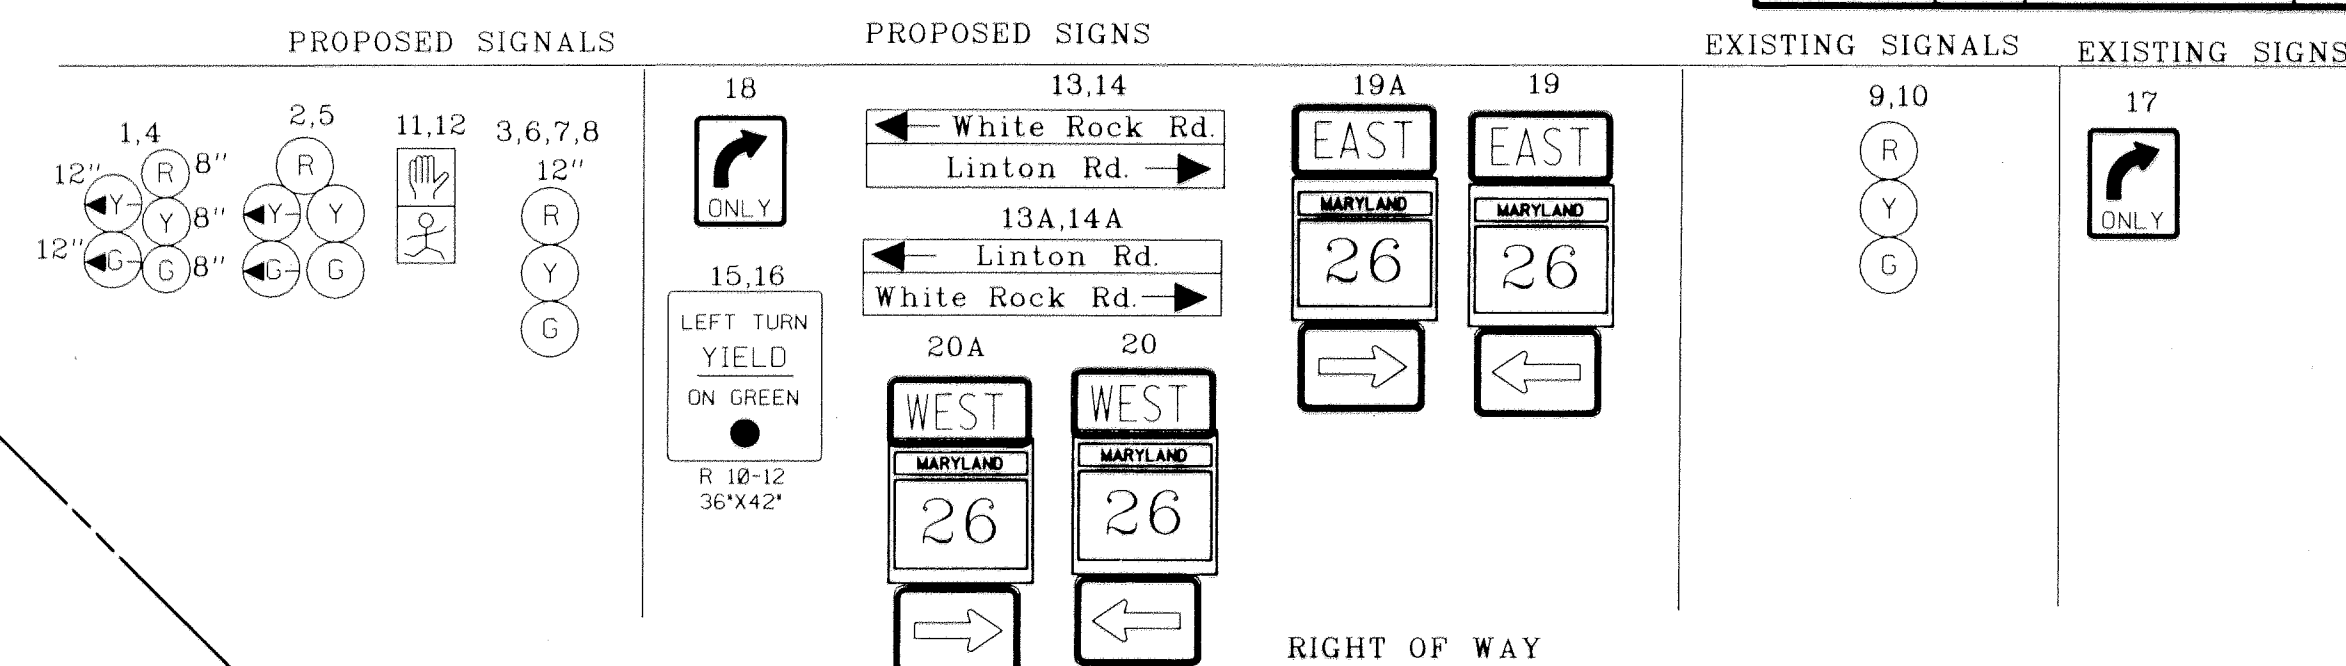 PROPOSED SIGNALS
PROPOSED SIGNS
EXISTING SIGNALS
EXISTING SIGNS
1,4
12" R 8"
Y
Y 8"
12" G
G 8"
2,5
R
Y Y
G G
11,12
3,6,7,8
12"
R
Y
G
18
ONLY
15,16
LEFT TURN
YIELD
ON GREEN
R 10-12
36"X42"
13,14
White Rock Rd.
Linton Rd.
13A,14A
Linton Rd.
White Rock Rd.
20A
WEST
MARYLAND
26
20
WEST
MARYLAND
26
19A
EAST
MARYLAND
26
19
EAST
MARYLAND
26
RIGHT OF WAY
9,10
R
Y
G
17
ONLY